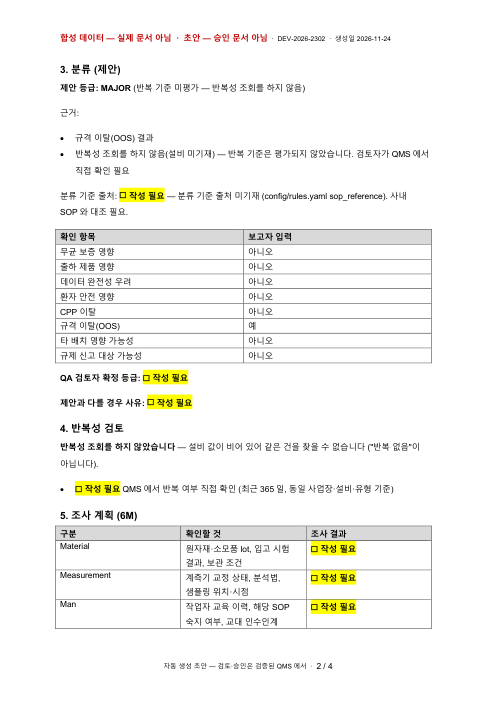 합성 데이터 — 실제 문서 아님 · 초안 — 승인 문서 아님 · DEV-2026-2302 · 생성일 2026-11-24
3. 분류 (제안)
제안 등급: MAJOR (반복 기준 미평가 — 반복성 조회를 하지 않음)
근거:
• 규격 이탈(OOS) 결과
• 반복성 조회를 하지 않음(설비 미기재) — 반복 기준은 평가되지 않았습니다. 검토자가 QMS 에서
직접 확인 필요
분류 기준 출처: ☐ 작성 필요 — 분류 기준 출처 미기재 (config/rules.yaml sop_reference). 사내
SOP 와 대조 필요.
확인 항목 보고자 입력
무균 보증 영향 아니오
출하 제품 영향 아니오
데이터 완전성 우려 아니오
환자 안전 영향 아니오
CPP 이탈 아니오
규격 이탈(OOS) 예
타 배치 영향 가능성 아니오
규제 신고 대상 가능성 아니오
QA 검토자 확정 등급: ☐ 작성 필요
제안과 다를 경우 사유: ☐ 작성 필요
4. 반복성 검토
반복성 조회를 하지 않았습니다 — 설비 값이 비어 있어 같은 건을 찾을 수 없습니다 ("반복 없음"이
아닙니다).
• ☐ 작성 필요 QMS 에서 반복 여부 직접 확인 (최근 365 일, 동일 사업장·설비·유형 기준)
5. 조사 계획 (6M)
구분 확인할 것 조사 결과
Material 원자재·소모품 lot, 입고 시험 ☐ 작성 필요
결과, 보관 조건
Measurement 계측기 교정 상태, 분석법, ☐ 작성 필요
샘플링 위치·시점
Man 작업자 교육 이력, 해당 SOP ☐ 작성 필요
숙지 여부, 교대 인수인계
자동 생성 초안 — 검토·승인은 검증된 QMS 에서 · 2 / 4